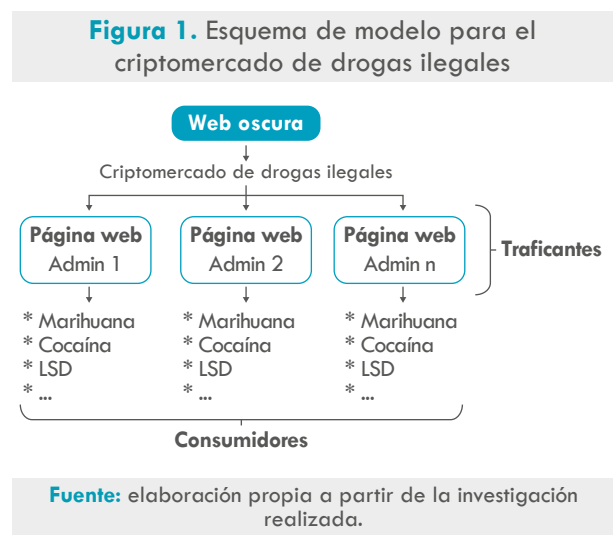 Figura 1. Esquema de modelo para el
criptomercado de drogas ilegales
Web oscura
Criptomercado de drogas ilegales
Página web
Admin 1
Página web
Admin 2
Página web
Admin n
Traficantes
* Marihuana
* Cocaína
* LSD
* ...
* Marihuana
* Cocaína
* LSD
* ...
* Marihuana
* Cocaína
* LSD
* ...
Consumidores
Fuente: elaboración propia a partir de la investigación
realizada.